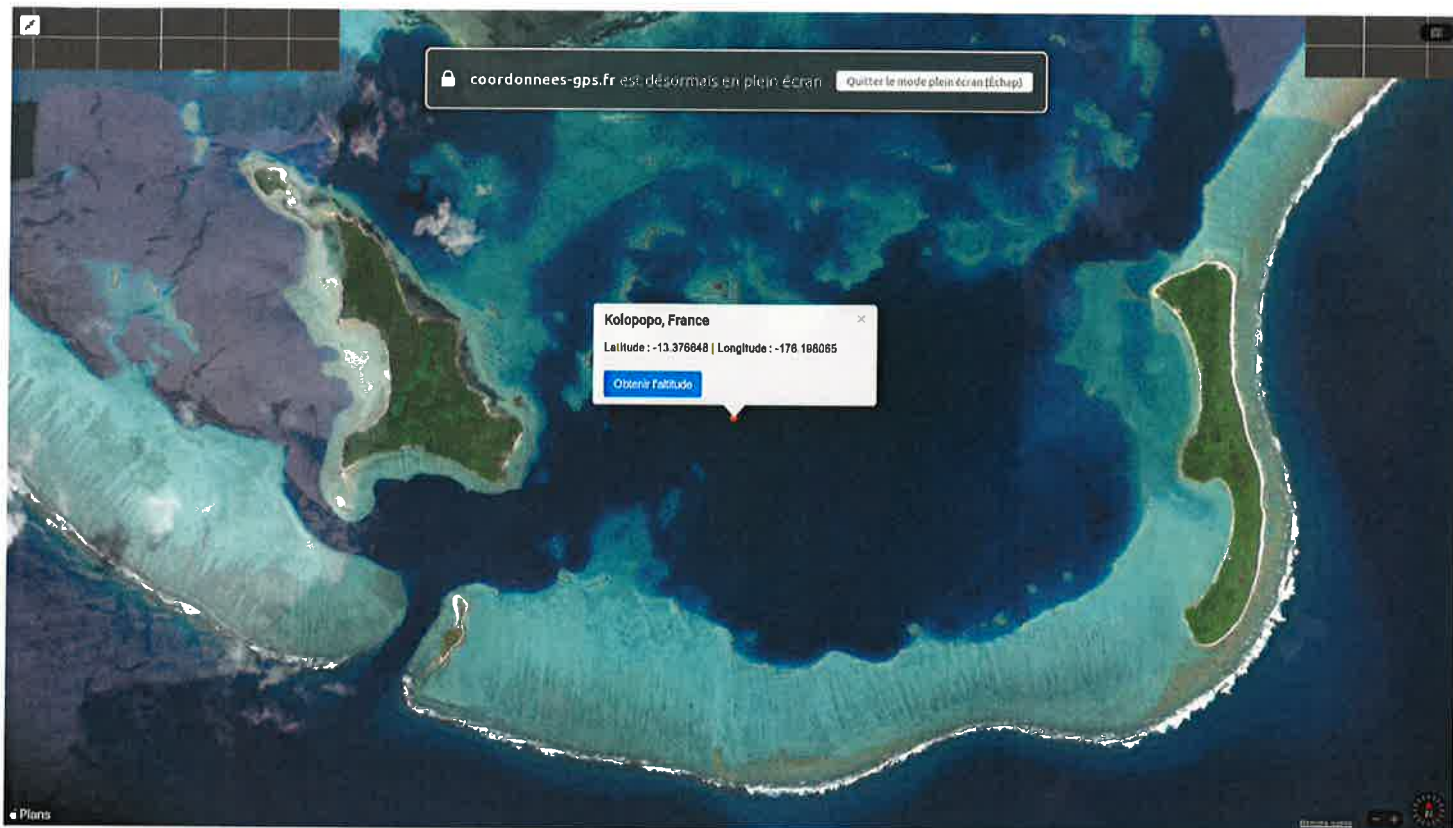 coordonnees-gps.fr est désormais en plein écran
Quitter le mode plein écran (Échap)
Kolopopo, France
×
Latitude : -13.376648 | Longitude : -176.198065
Obtenir l'altitude
Plans